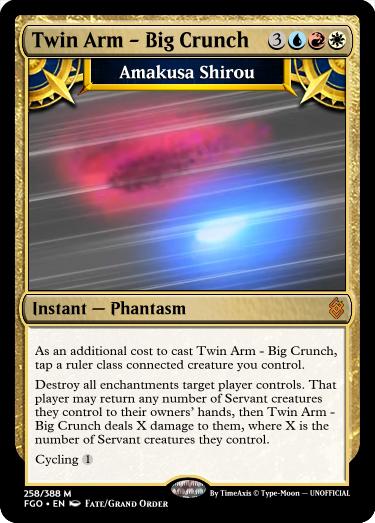 Twin Arm – Big Crunch 3
Amakusa Shirou
Instant — Phantasm
As an additional cost to cast Twin Arm - Big Crunch,
tap a ruler class connected creature you control.
Destroy all enchantments target player controls. That
player may return any number of Servant creatures
they control to their owners' hands, then Twin Arm -
Big Crunch deals X damage to them, where X is the
number of Servant creatures they control.
Cycling 1
258/388 M
FGO • EN Fate/Grand Order
By TimeAxis © Type-Moon — UNOFFICIAL